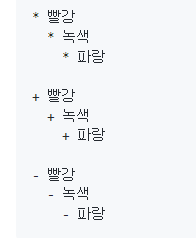 * 빨강
  * 녹색
    * 파랑

+ 빨강
  + 녹색
    + 파랑

- 빨강
  - 녹색
    - 파랑